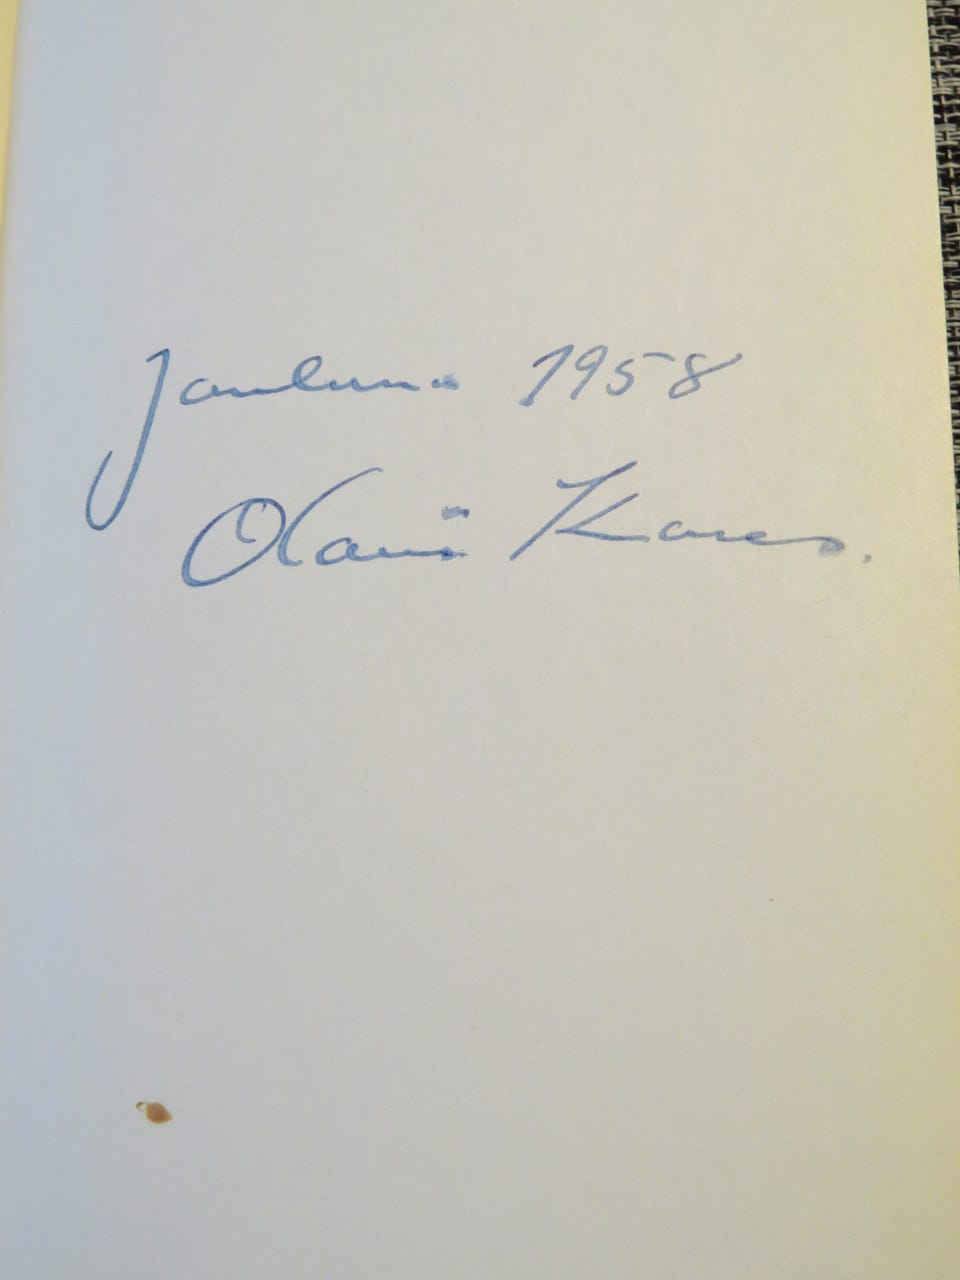 Jouluna 1958
Olavi Kares.